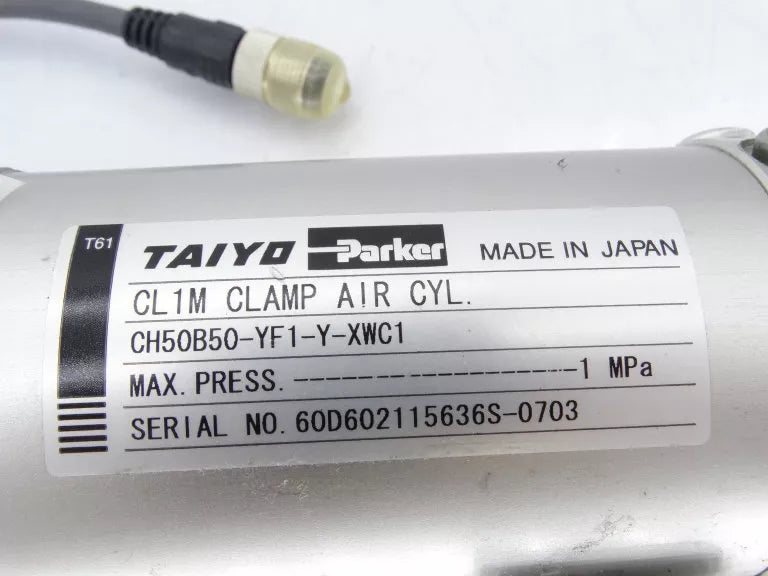 T61
TAIYO Parker MADE IN JAPAN
CL1M CLAMP AIR CYL.
CH50B50-YF1-Y-XWC1
MAX. PRESS. -------------------1 MPa
SERIAL NO. 60D602115636S-0703